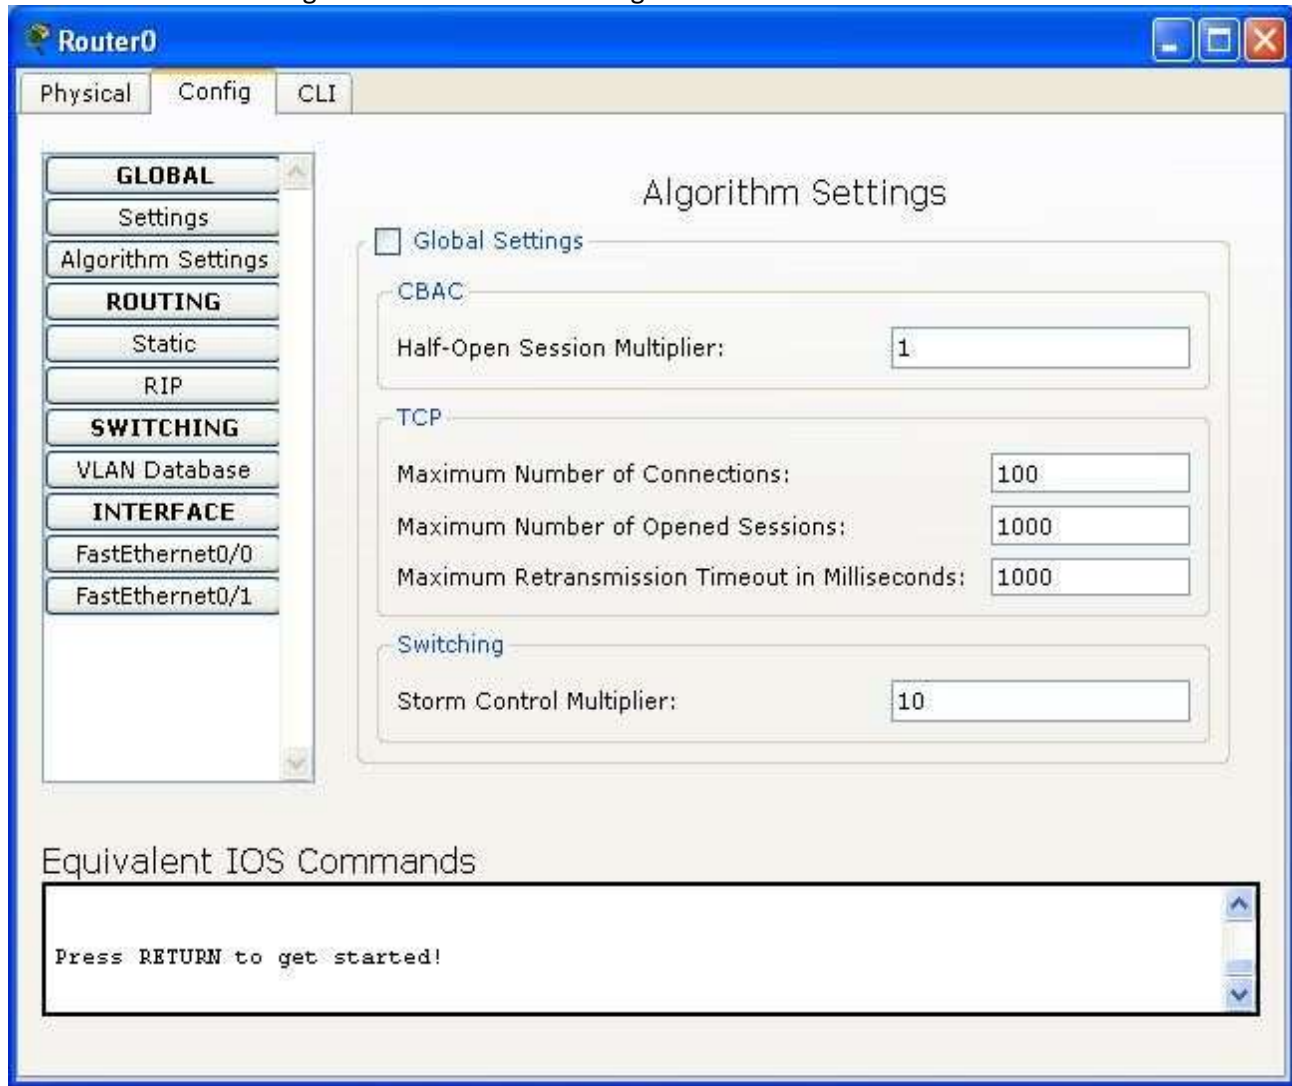 Router0
Physical Config CLI
GLOBAL
Settings
Algorithm Settings
ROUTING
Static
RIP
SWITCHING
VLAN Database
INTERFACE
FastEthernet0/0
FastEthernet0/1
Algorithm Settings
Global Settings
CBAC
Half-Open Session Multiplier: 1
TCP
Maximum Number of Connections: 100
Maximum Number of Opened Sessions: 1000
Maximum Retransmission Timeout in Milliseconds: 1000
Switching
Storm Control Multiplier: 10
Equivalent IOS Commands
Press RETURN to get started!